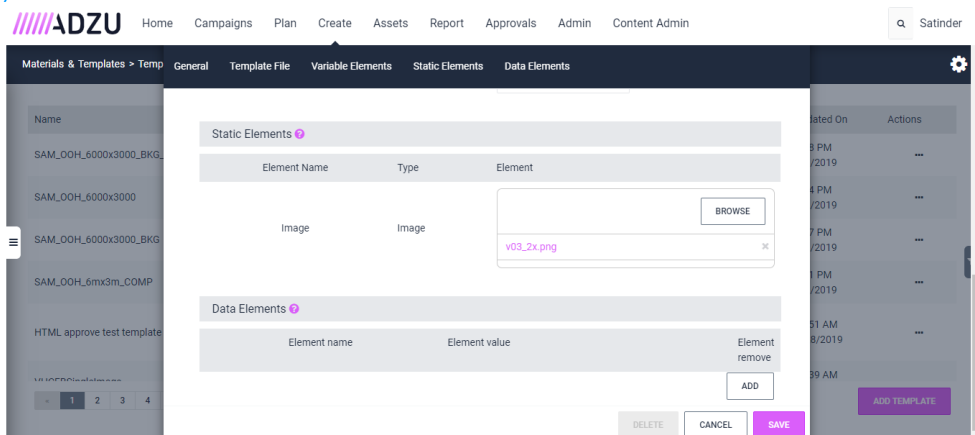 ADZU Home Campaigns Plan Create Assets Report Approvals Admin Content Admin Satinder
Materials & Templates > Temp General Template File Variable Elements Static Elements Data Elements
Name Static Elements Actions
Element Name Type Element
SAM_OOH_6000x3000_BKG_
SAM_OOH_6000x3000
BROWSE
Image Image
SAM_OOH_6000x3000_BKG
v03_2x.png
SAM_OOH_6mx3m_COMP
Data Elements
HTML approve test template
Element name Element value Element remove
ADD
1 2 3 4
ADD TEMPLATE
DELETE CANCEL SAVE